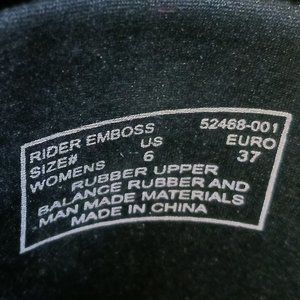 RIDER EMBOSS 52468-001
SIZE# US EURO
WOMENS 6 37
RUBBER UPPER
BALANCE RUBBER AND
MAN MADE MATERIALS
MADE IN CHINA